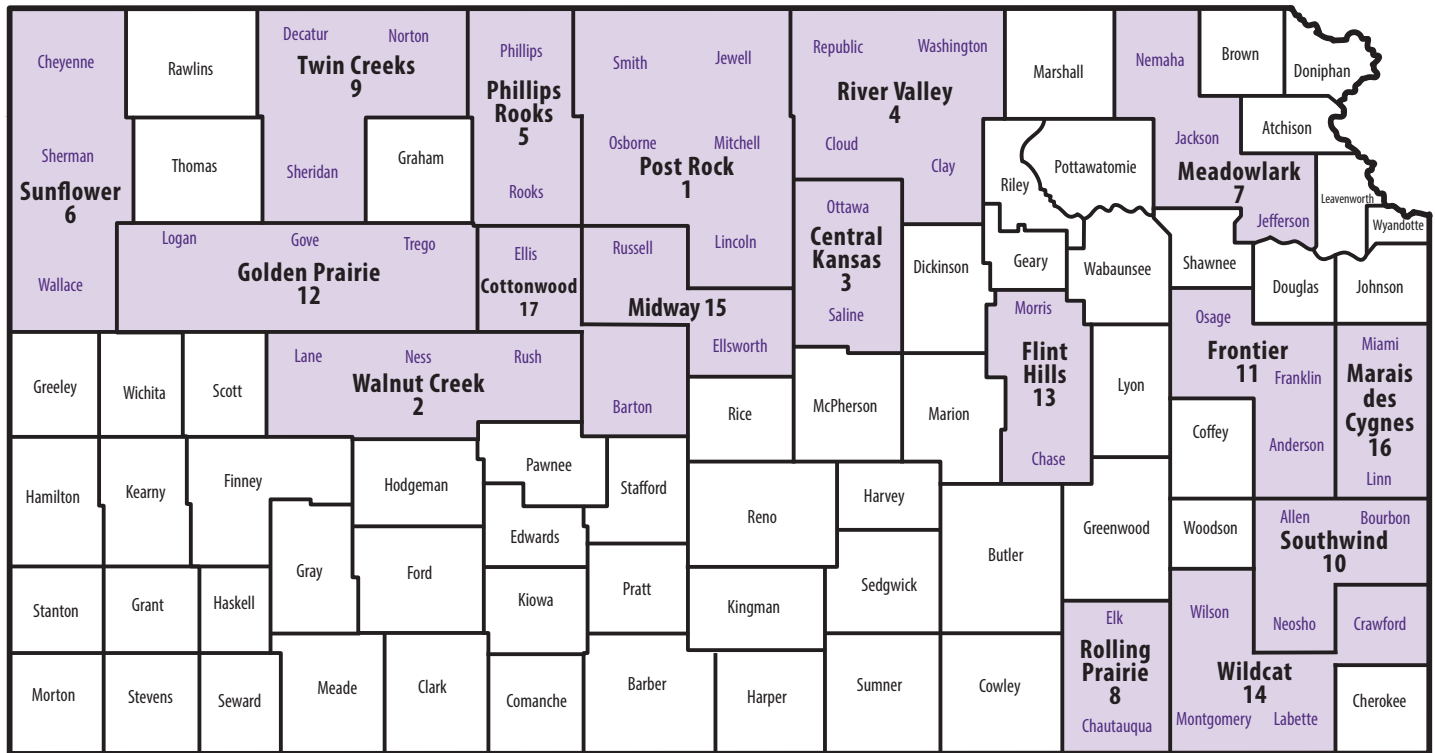 Cheyenne
Rawlins
Decatur
Norton
Twin Creeks
9
Phillips
Phillips
Rooks
5
Smith
Jewell
Republic
Washington
River Valley
4
Marshall
Nemaha
Brown
Doniphan
Sherman
Sunflower
6
Thomas
Sheridan
Graham
Rooks
Osborne
Mitchell
Post Rock
1
Cloud
Clay
Riley
Pottawatomie
Jackson
Meadowlark
7
Jefferson
Atchison
Leavenworth
Wyandotte
Wallace
Logan
Gove
Trego
Golden Prairie
12
Ellis
Cottonwood
17
Russell
Lincoln
Midway 15
Ellsworth
Barton
Ottawa
Central
Kansas
3
Saline
Dickinson
Geary
Wabaunsee
Shawnee
Douglas
Johnson
Greeley
Wichita
Scott
Lane
Ness
Rush
Walnut Creek
2
Rice
McPherson
Marion
Morris
Flint
Hills
13
Chase
Lyon
Osage
Frontier
11
Franklin
Anderson
Coffey
Miami
Marais
des
Cygnes
16
Linn
Hamilton
Kearny
Finney
Hodgeman
Pawnee
Stafford
Edwards
Reno
Harvey
Butler
Greenwood
Woodson
Allen
Bourbon
Southwind
10
Neosho
Crawford
Stanton
Grant
Haskell
Gray
Ford
Kiowa
Pratt
Kingman
Sedgwick
Elk
Rolling
Prairie
8
Chautauqua
Wilson
Wildcat
14
Montgomery
Labette
Cherokee
Morton
Stevens
Seward
Meade
Clark
Comanche
Barber
Harper
Sumner
Cowley